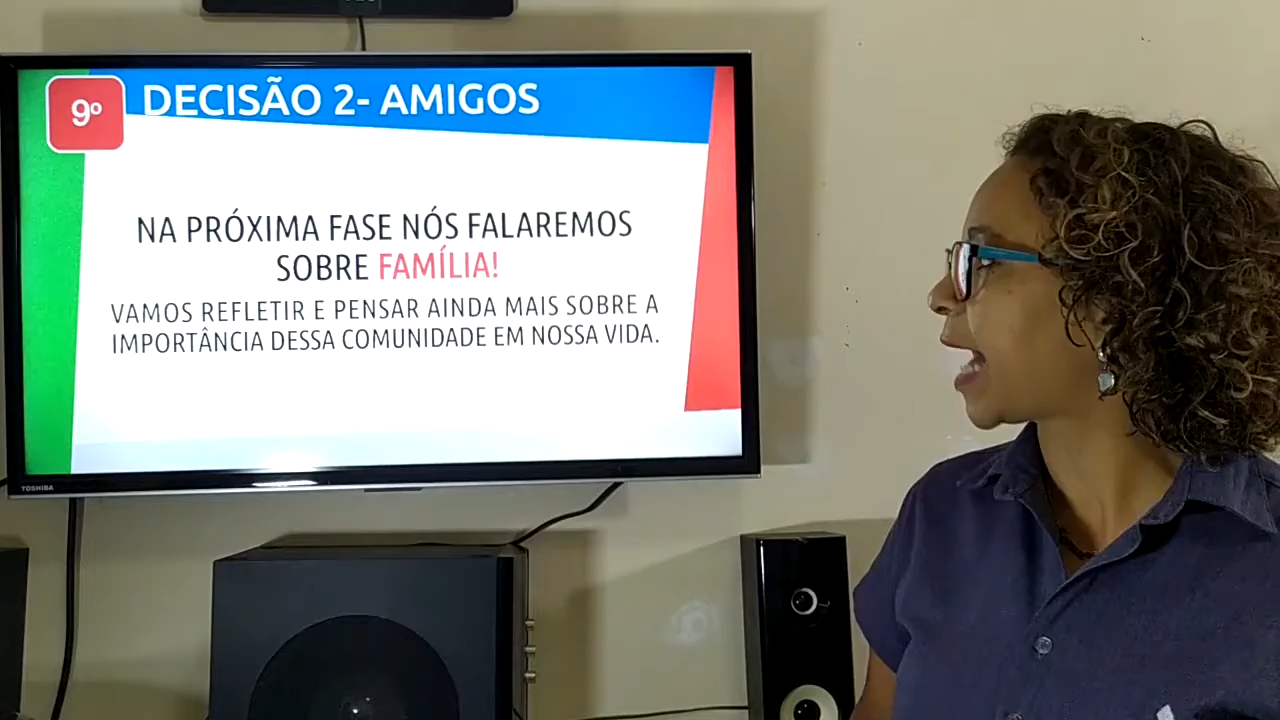 9º
DECISÃO 2- AMIGOS
NA PRÓXIMA FASE NÓS FALAREMOS
SOBRE FAMÍLIA!
VAMOS REFLETIR E PENSAR AINDA MAIS SOBRE A
IMPORTÂNCIA DESSA COMUNIDADE EM NOSSA VIDA.
TOSHIBA